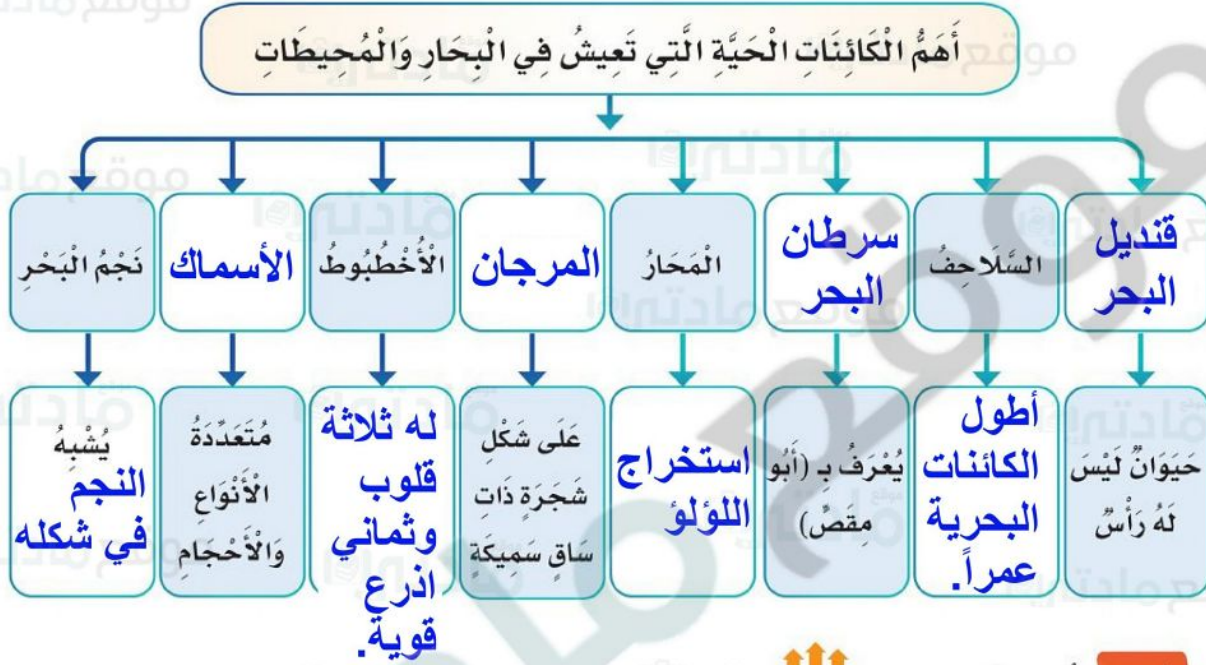 أَهَمُّ الْكَائِنَاتِ الْحَيَّةِ الَّتِي تَعِيشُ فِي الْبِحَارِ وَالْمُحِيطَاتِ
قنديل
البحر
السَّلَاحِفُ
سرطان
البحر
الْمَحَارُ
المرجان
الْأُخْطُبُوطُ
الأسماك
نَجْمُ الْبَحْرِ
حَيَوَانٌ لَيْسَ
لَهُ رَأْسٌ
أطول
الكائنات
البحرية
عمراً.
يُعْرَفُ بِـ (أَبُو
مِقَصٍّ)
استخراج
اللؤلؤ
عَلَى شَكْلِ
شَجَرَةٍ ذَاتِ
سَاقٍ سَمِيكَةٍ
له ثلاثة
قلوب
وثماني
اذرع
قوية.
مُتَعَدِّدَةُ
الْأَنْوَاعِ
وَالْأَحْجَامِ
يُشْبِهُ
النجم
في شكله
موقع مادتي